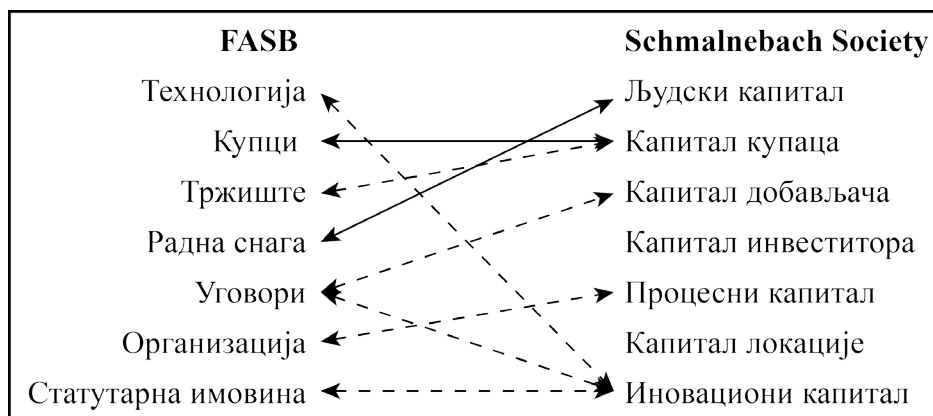 FASB Schmalnebach Society
Технологија Људски капитал
Купци Капитал купаца
Тржиште Капитал добављача
Радна снага Капитал инвеститора
Уговори Процесни капитал
Организација Капитал локације
Статутарна имовина Иновациони капитал